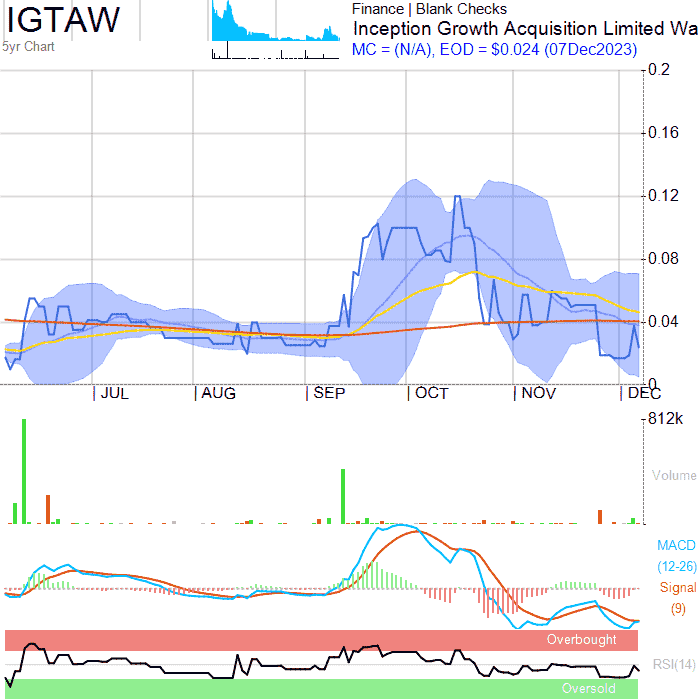 IGTAW
5yr Chart
Finance | Blank Checks
Inception Growth Acquisition Limited Wa
MC = (N/A), EOD = $0.024 (07Dec2023)
0.2
0.16
0.12
0.08
0.04
0
JUL
AUG
SEP
OCT
NOV
DEC
812k
Volume
MACD
(12-26)
Signal
(9)
Overbought
RSI(14)
Oversold